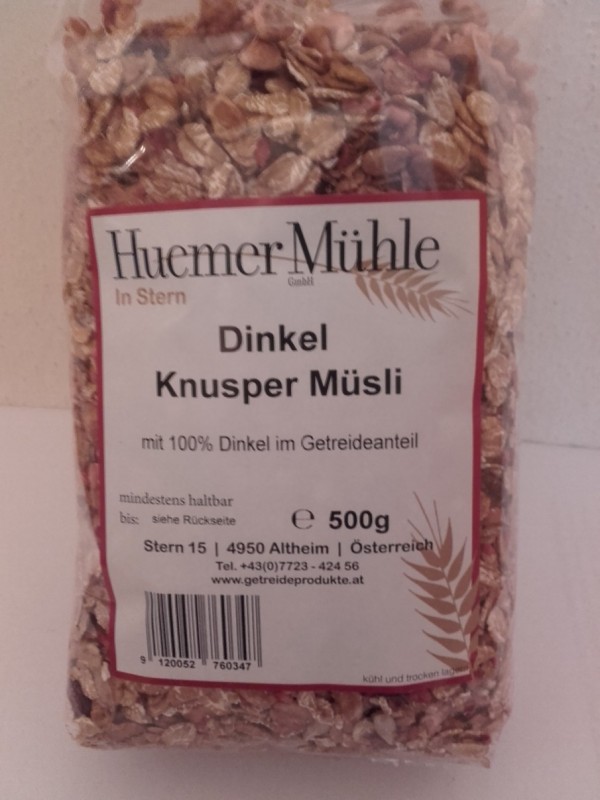 Huemer Mühle
GmbH
In Stern
Dinkel
Knusper Müsli
mit 100% Dinkel im Getreideanteil
mindestens haltbar
bis: siehe Rückseite
℮ 500g
Stern 15 | 4950 Altheim | Österreich
Tel. +43(0)7723 - 424 56
www.getreideprodukte.at
9 120052 760347
kühl und trocken